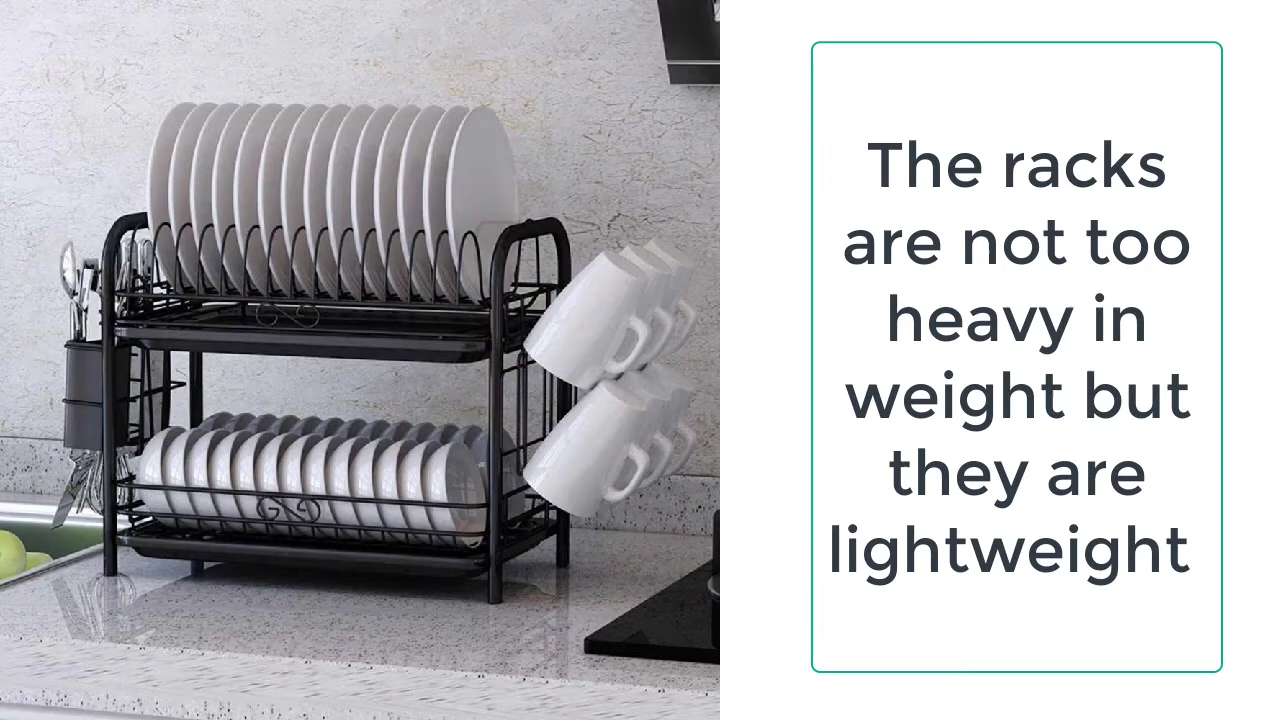 The racks
are not too
heavy in
weight but
they are
lightweight